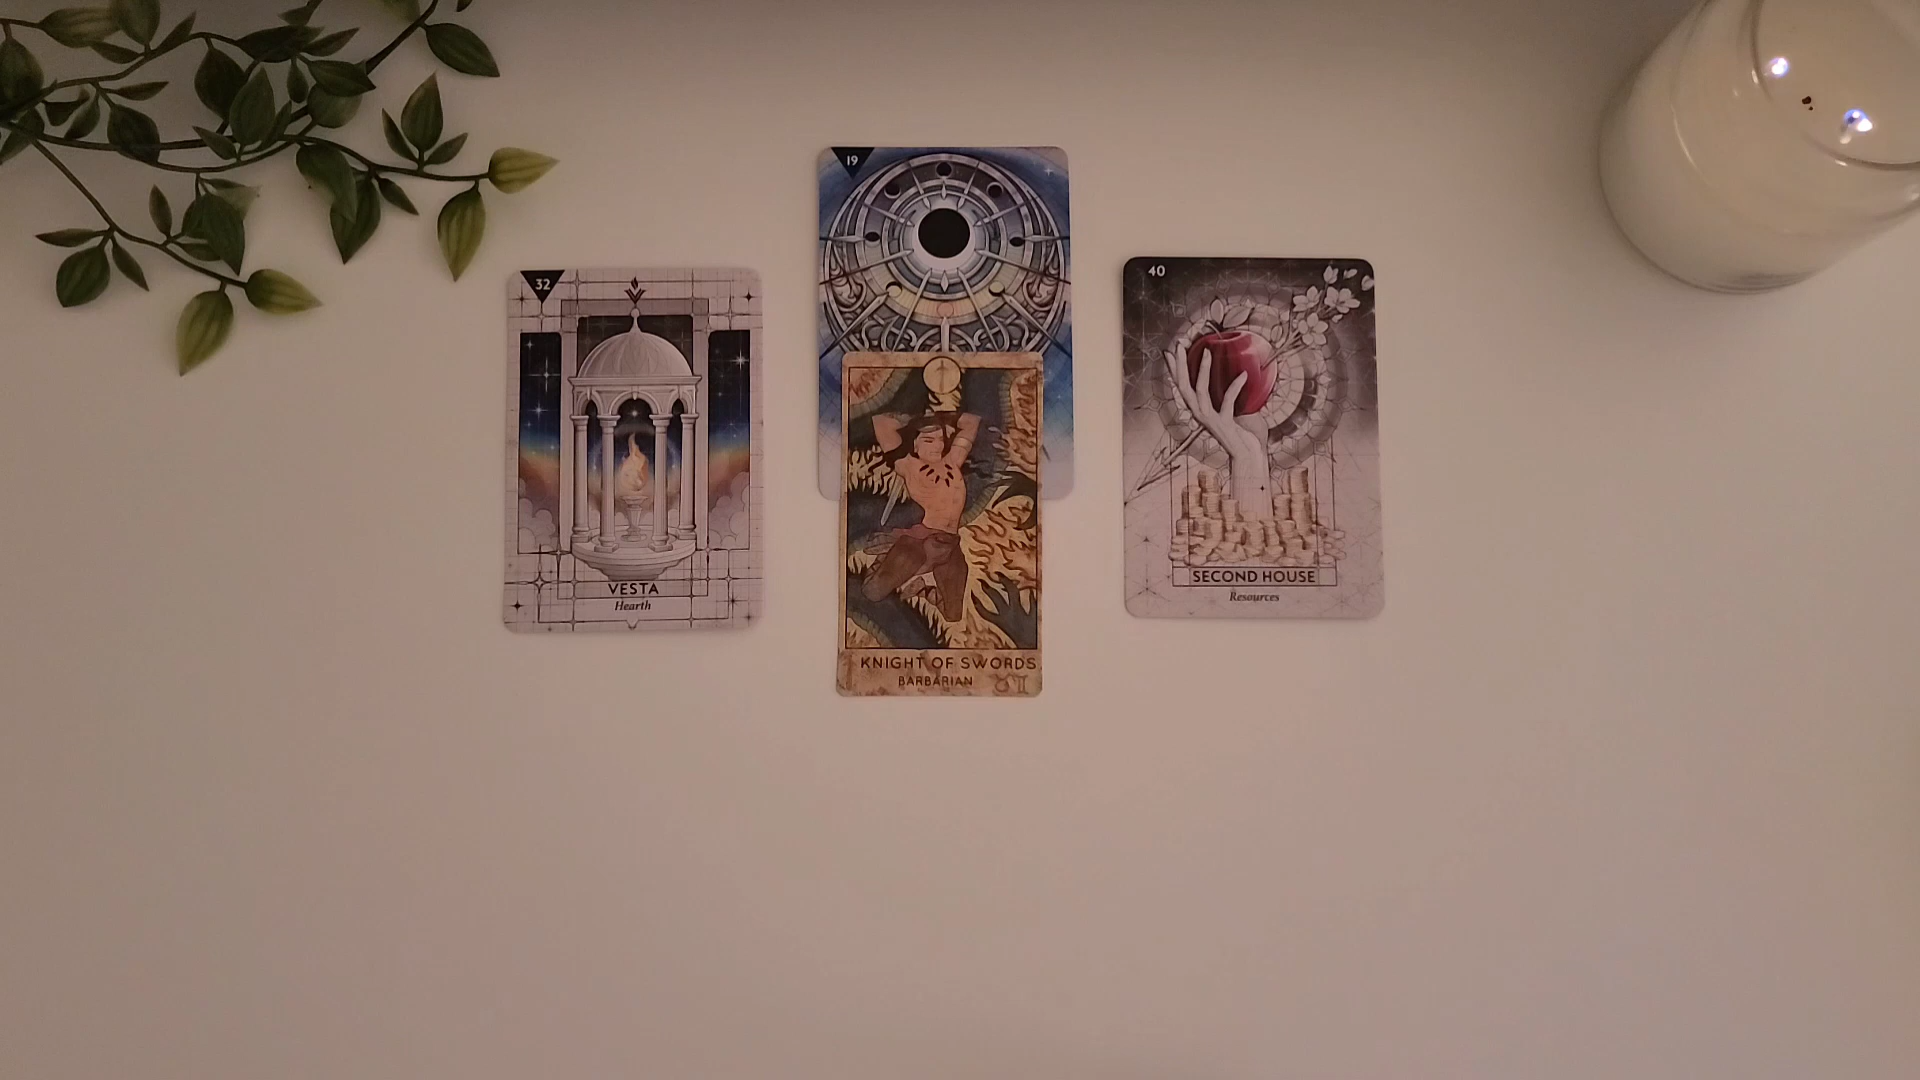 32
VESTA
Hearth
19
KNIGHT OF SWORDS
BARBARIAN
40
SECOND HOUSE
Resources